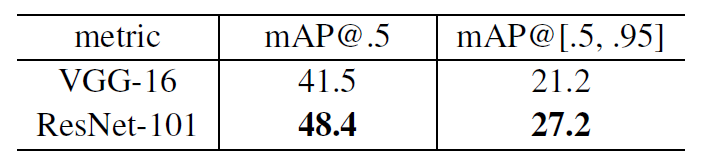 metric mAP@.5 mAP@[.5, .95]
VGG-16 41.5 21.2
ResNet-101 48.4 27.2